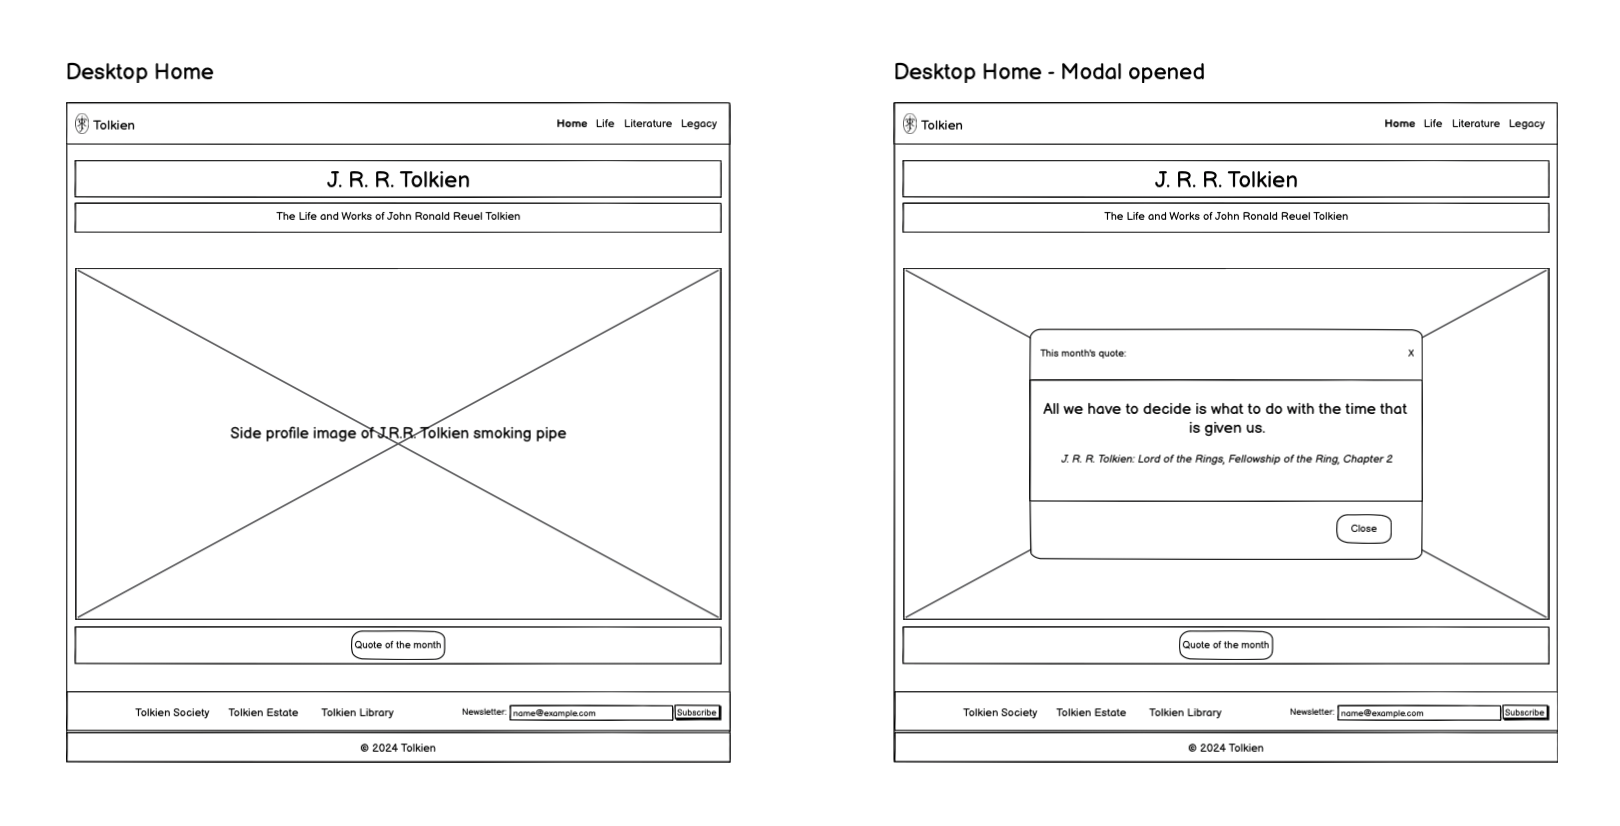 Desktop Home
Tolkien
Home Life Literature Legacy
J. R. R. Tolkien
The Life and Works of John Ronald Reuel Tolkien
Side profile image of J.R.R. Tolkien smoking pipe
Quote of the month
Tolkien Society Tolkien Estate Tolkien Library Newsletter: name@example.com Subscribe
© 2024 Tolkien
Desktop Home - Modal opened
Tolkien
Home Life Literature Legacy
J. R. R. Tolkien
The Life and Works of John Ronald Reuel Tolkien
This month's quote: X
All we have to decide is what to do with the time that
is given us.
J. R. R. Tolkien: Lord of the Rings, Fellowship of the Ring, Chapter 2
Close
Quote of the month
Tolkien Society Tolkien Estate Tolkien Library Newsletter: name@example.com Subscribe
© 2024 Tolkien